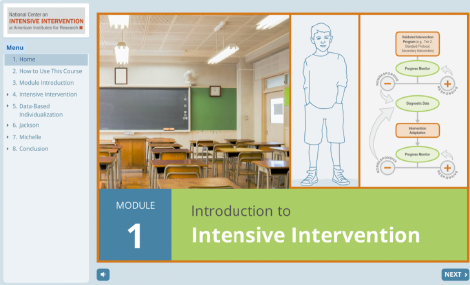 National Center on
INTENSIVE INTERVENTION
at American Institutes for Research
Menu
1. Home
2. How to Use This Course
3. Module Introduction
4. Intensive Intervention
5. Data-Based
Individualization
6. Jackson
7. Michelle
8. Conclusion
Validated Intervention
Program (e.g., Tier 2,
Standard Protocol,
Secondary Intervention)
Progress Monitor
Diagnostic Data
Intervention
Adaptation
Progress Monitor
MODULE
1
Introduction to
Intensive Intervention
NEXT